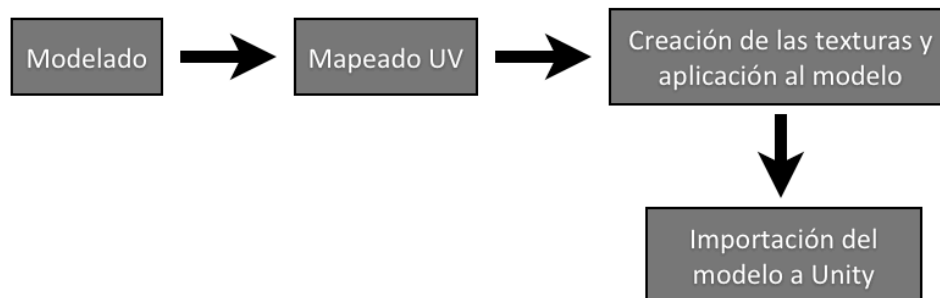 Modelado
Mapeado UV
Creación de las texturas y
aplicación al modelo
Importación del
modelo a Unity